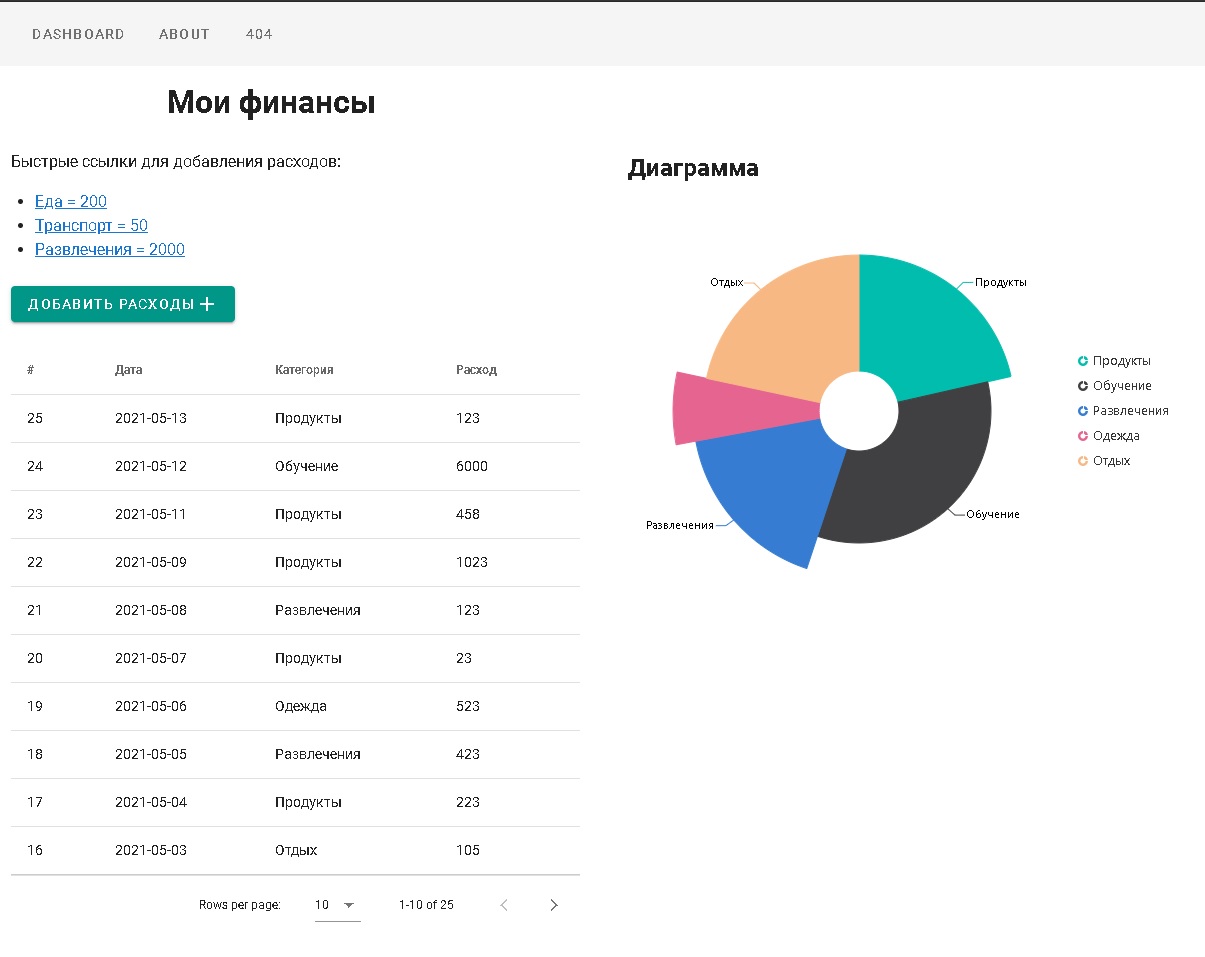 DASHBOARD ABOUT 404
Мои финансы
Быстрые ссылки для добавления расходов:
Еда = 200
Транспорт = 50
Развлечения = 2000
ДОБАВИТЬ РАСХОДЫ
# Дата Категория Расход
25 2021-05-13 Продукты 123
24 2021-05-12 Обучение 6000
23 2021-05-11 Продукты 458
22 2021-05-09 Продукты 1023
21 2021-05-08 Развлечения 123
20 2021-05-07 Продукты 23
19 2021-05-06 Одежда 523
18 2021-05-05 Развлечения 423
17 2021-05-04 Продукты 223
16 2021-05-03 Отдых 105
Rows per page: 10 1-10 of 25
Диаграмма
Отдых
Продукты
Развлечения
Обучение
Продукты
Обучение
Развлечения
Одежда
Отдых